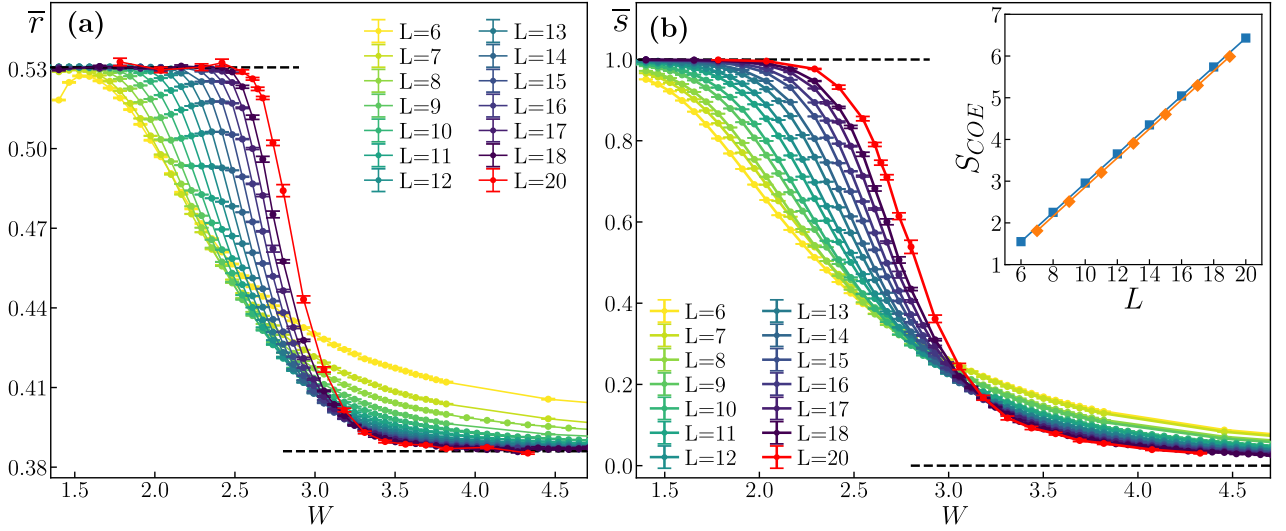 r̅
(a)
0.53
0.50
0.47
0.44
0.41
0.38
L=6
L=7
L=8
L=9
L=10
L=11
L=12
L=13
L=14
L=15
L=16
L=17
L=18
L=20
1.5 2.0 2.5 3.0 3.5 4.0 4.5
W
s̅
(b)
1.0
0.8
0.6
0.4
0.2
0.0
L=6
L=7
L=8
L=9
L=10
L=11
L=12
L=13
L=14
L=15
L=16
L=17
L=18
L=20
1.5 2.0 2.5 3.0 3.5 4.0 4.5
W
S_COE
7
6
5
4
3
2
1
6 8 10 12 14 16 18 20
L